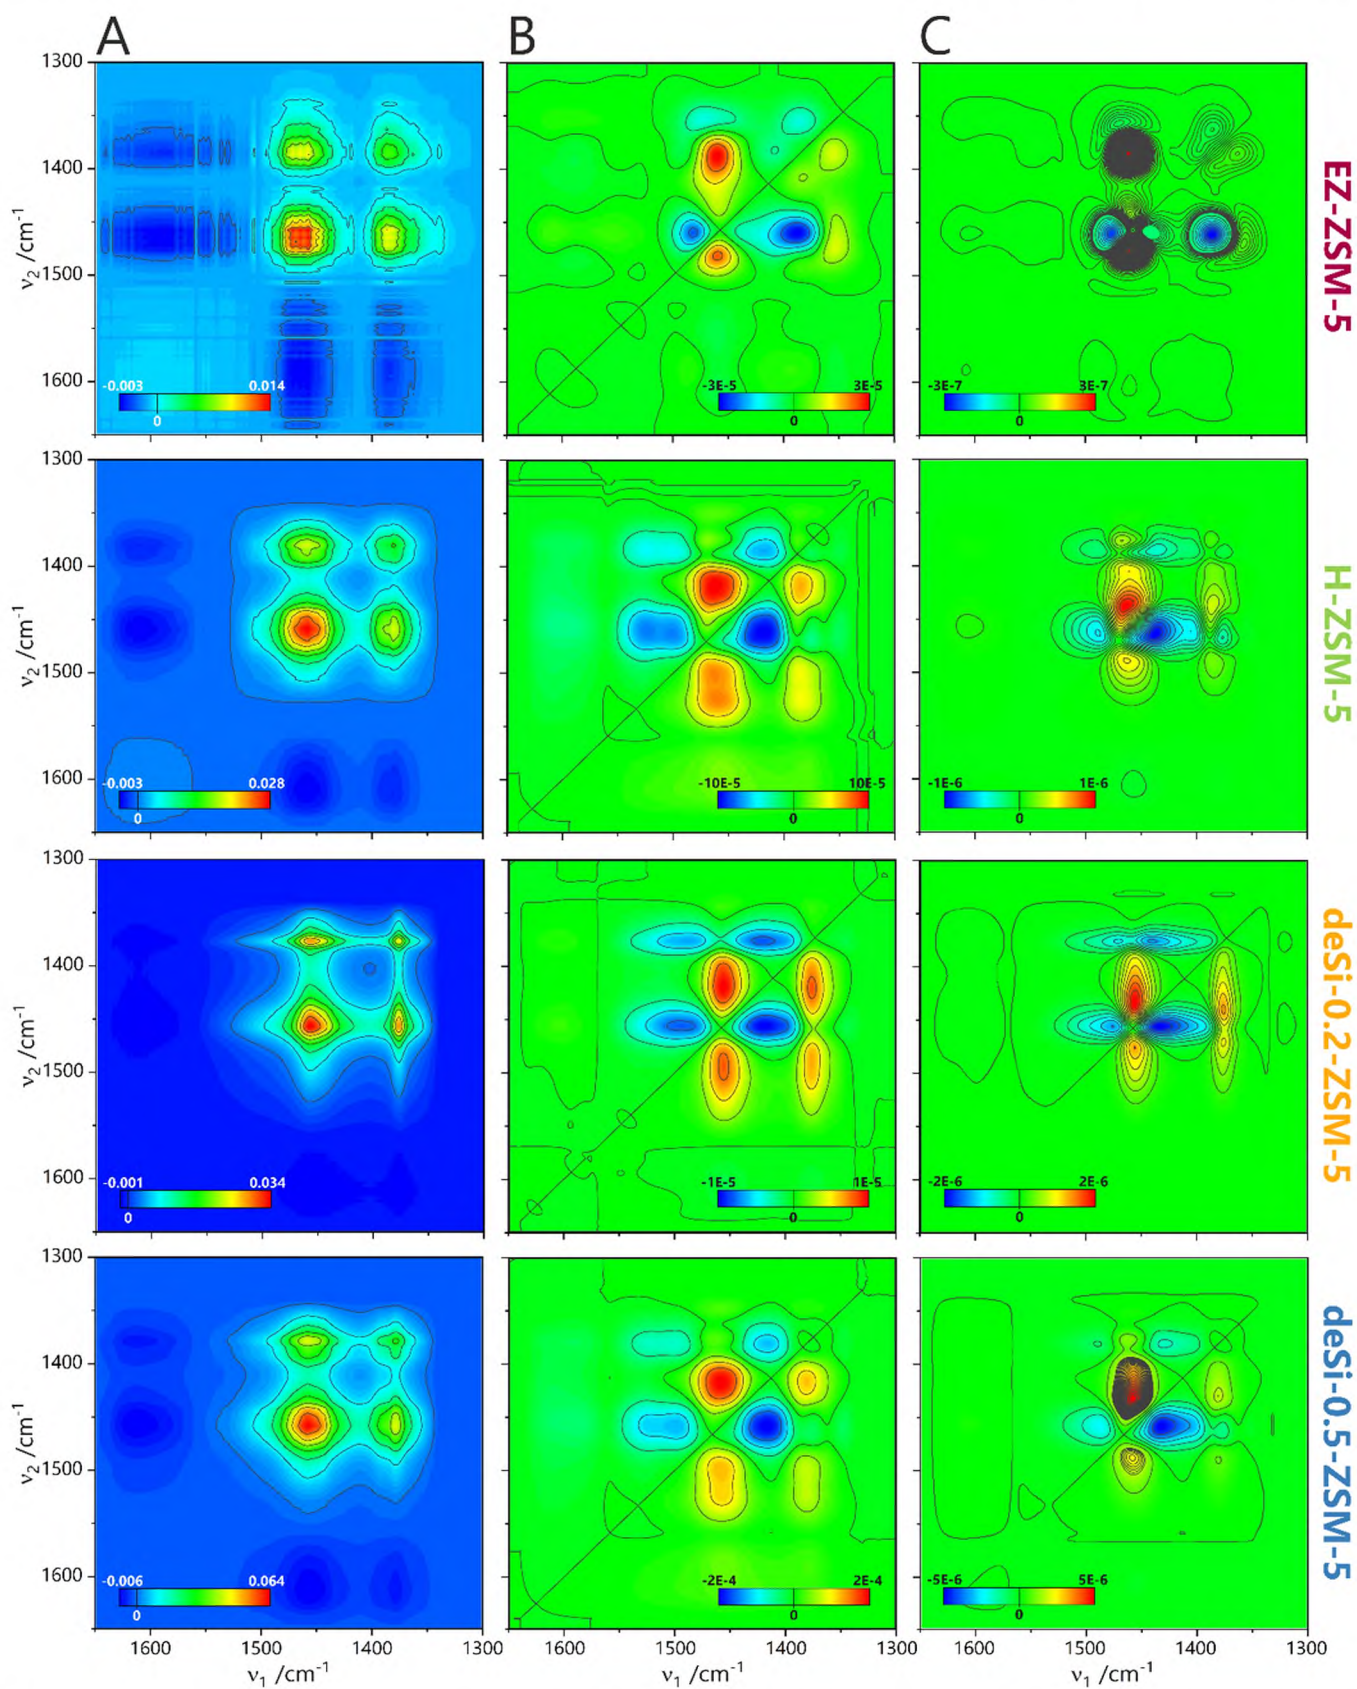 A B C
1300
1400
1500
1600
ν2 /cm-1
-0.003 0.014
0
-3E-5 3E-5
0
-3E-7 3E-7
0
EZ-ZSM-5
1300
1400
1500
1600
ν2 /cm-1
-0.003 0.028
0
-10E-5 10E-5
0
-1E-6 1E-6
0
H-ZSM-5
1300
1400
1500
1600
ν2 /cm-1
-0.001 0.034
0
-1E-5 1E-5
0
-2E-6 2E-6
0
deSi-0.2-ZSM-5
1300
1400
1500
1600
ν2 /cm-1
-0.006 0.064
0
-2E-4 2E-4
0
-5E-6 5E-6
0
deSi-0.5-ZSM-5
1600 1500 1400 1300 1600 1500 1400 1300 1600 1500 1400 1300
ν1 /cm-1 ν1 /cm-1 ν1 /cm-1